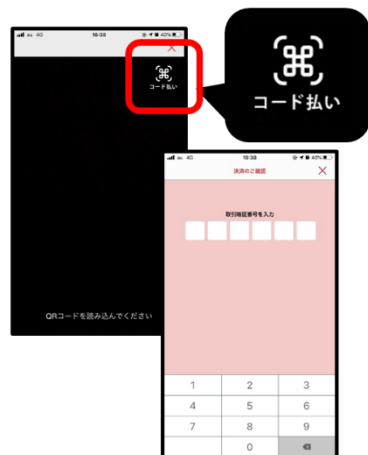 au 4G 18:38 40%
コード払い
コード払い
QRコードを読み込んでください
au 4G 18:38 40%
決済のご確認
取引暗証番号を入力
1 2 3
4 5 6
7 8 9
0